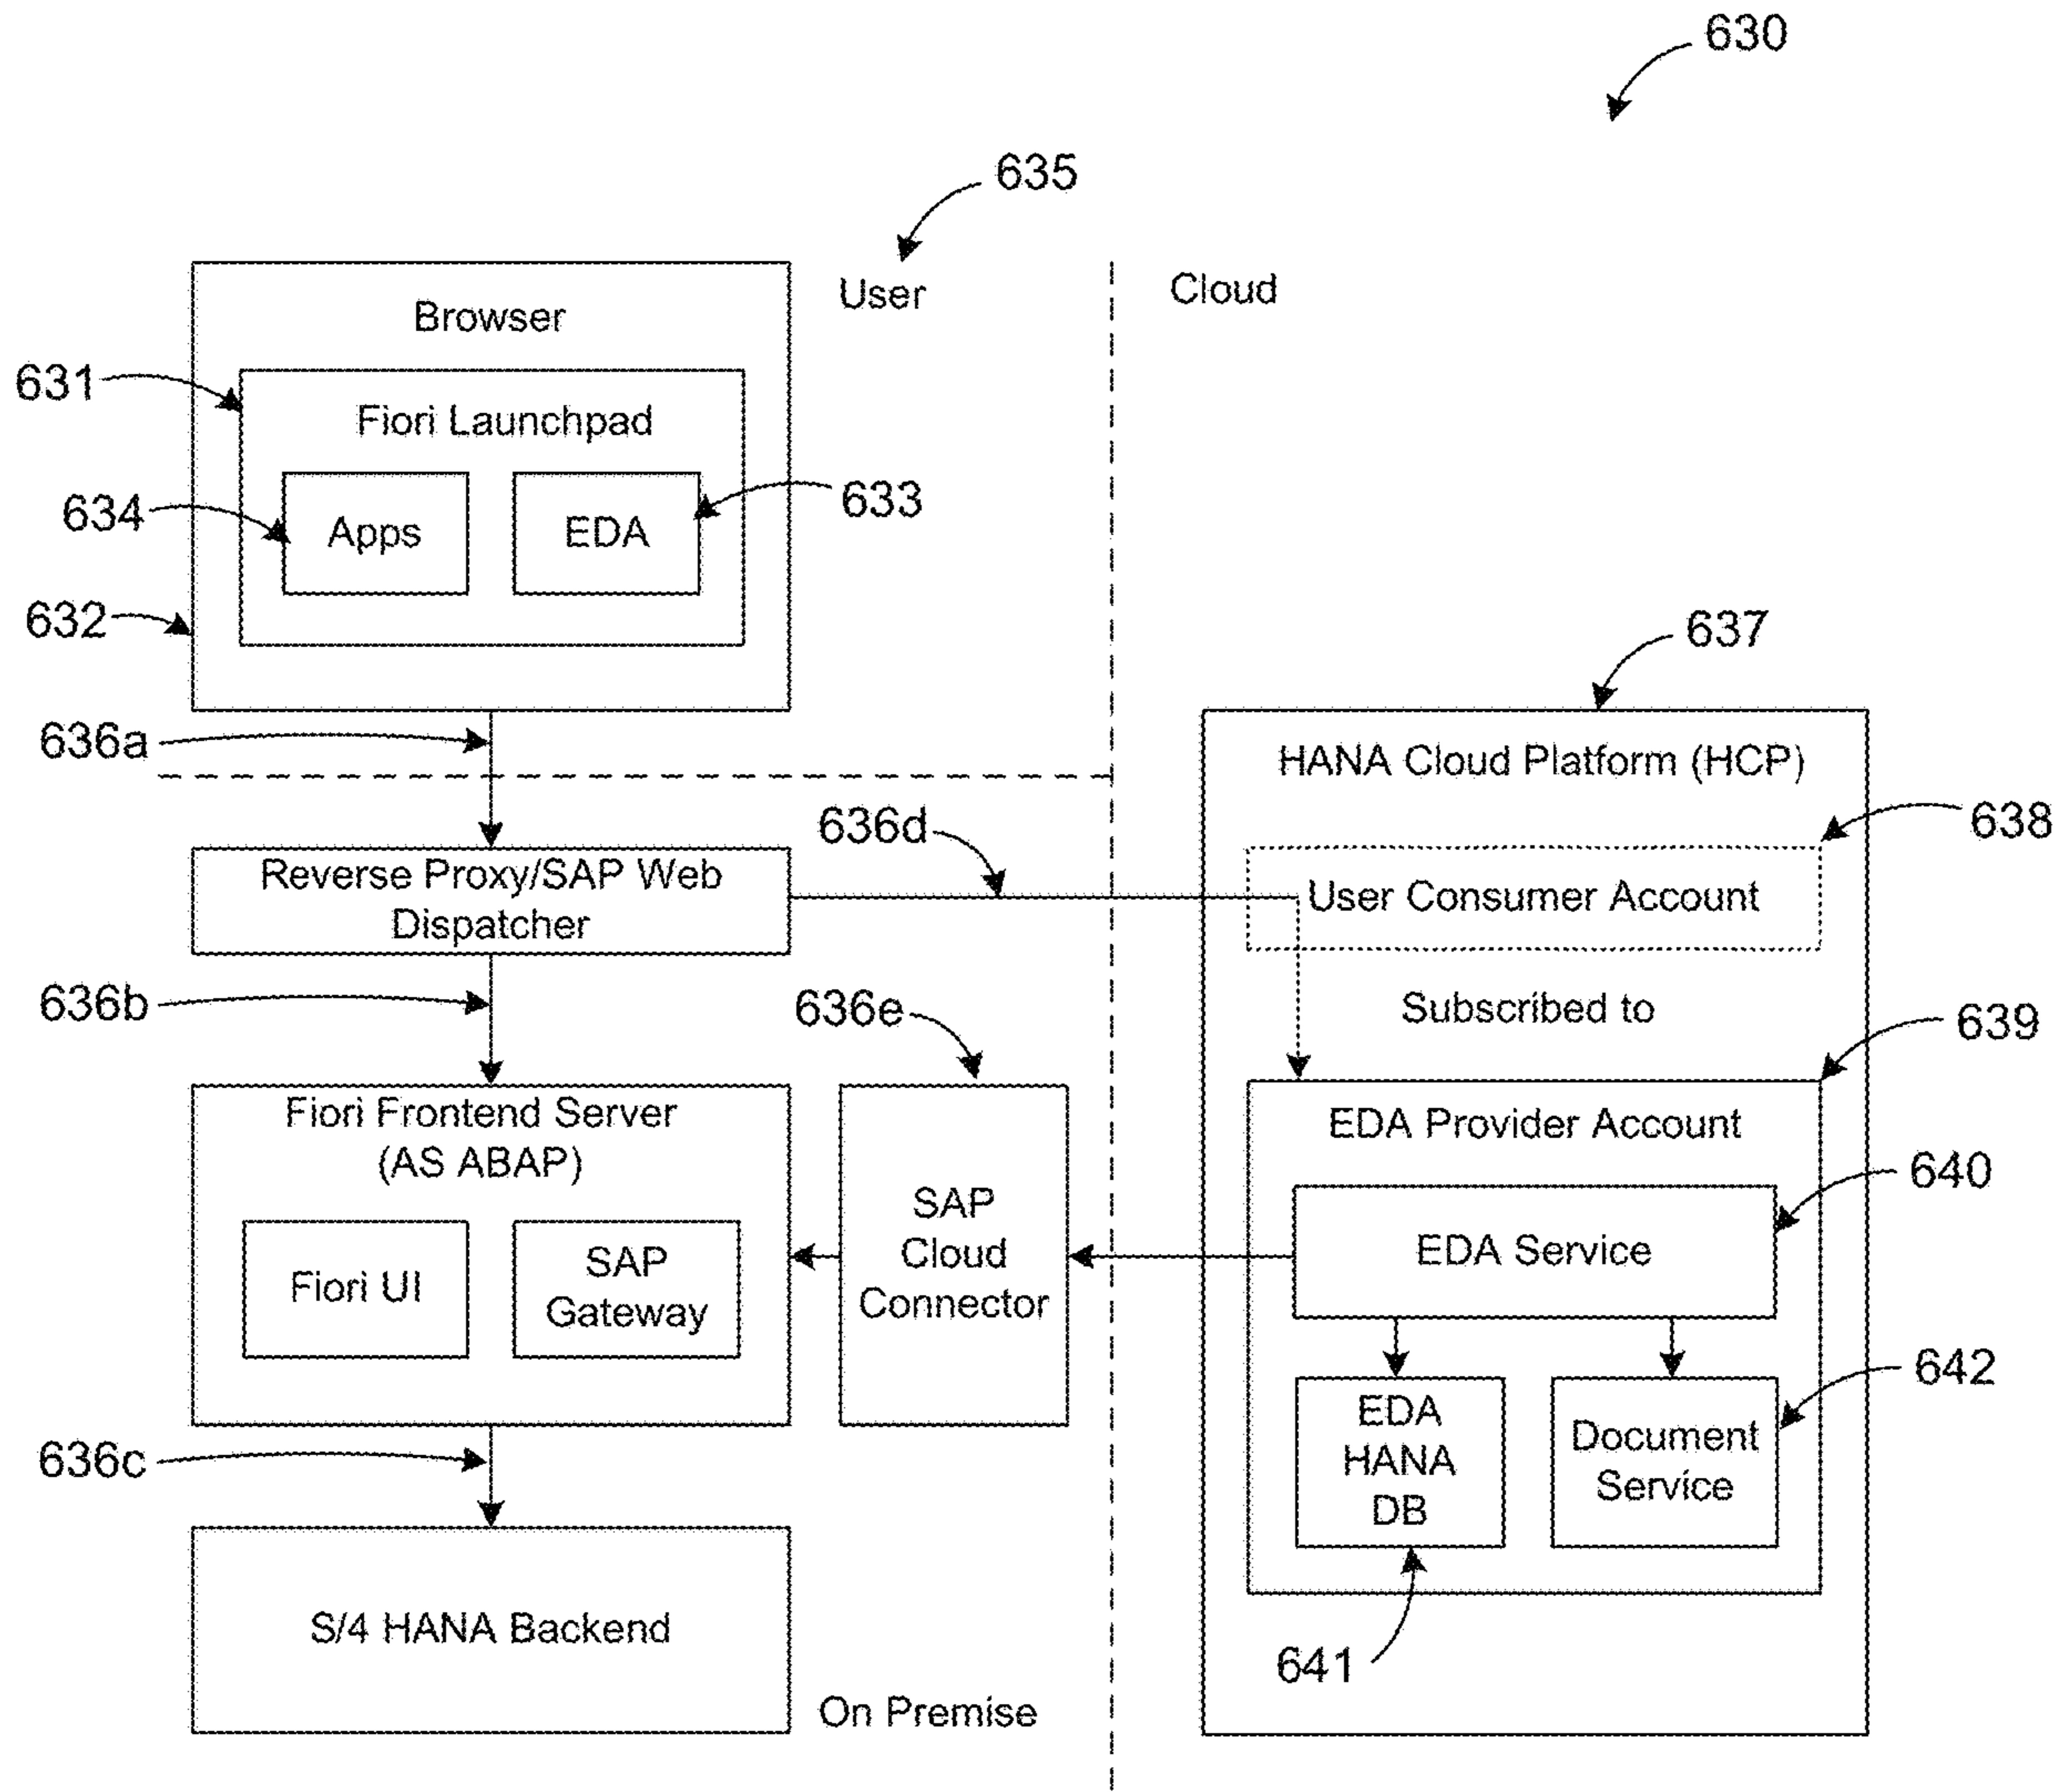 630
635
User
Cloud
Browser
631
Fiori Launchpad
634
Apps
EDA
633
632
637
636a
HANA Cloud Platform (HCP)
636d
638
Reverse Proxy/SAP Web
Dispatcher
User Consumer Account
636b
636e
Subscribed to
639
Fiori Frontend Server
(AS ABAP)
EDA Provider Account
640
SAP
Cloud
Connector
EDA Service
Fiori UI
SAP
Gateway
642
EDA
HANA
DB
Document
Service
636c
S/4 HANA Backend
641
On Premise